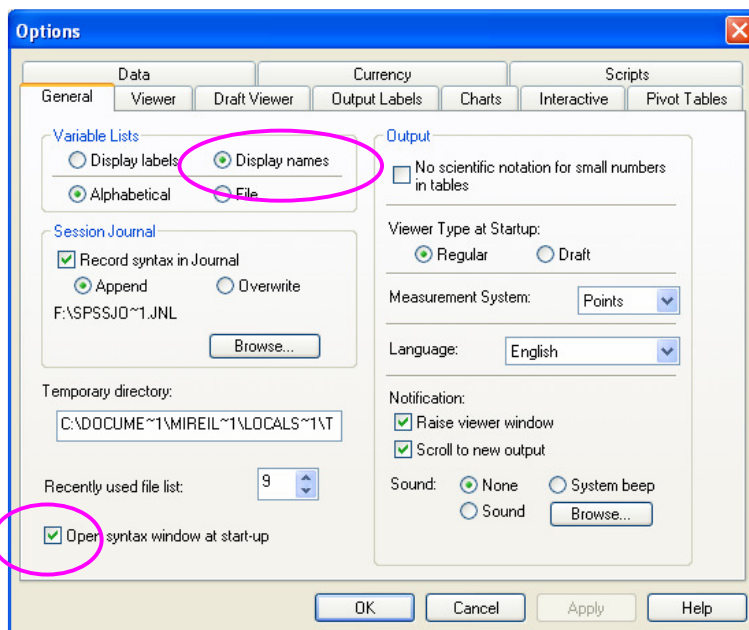 Options
Data Currency Scripts
General Viewer Draft Viewer Output Labels Charts Interactive Pivot Tables
Variable Lists
Display labels Display names
Alphabetical File
Session Journal
Record syntax in Journal
Append Overwrite
F:\SPSSJO~1.JNL
Browse...
Temporary directory:
C:\DOCUME~1\MIREIL~1\LOCALS~1\T
Recently used file list: 9
Open syntax window at start-up
Output
No scientific notation for small numbers
in tables
Viewer Type at Startup:
Regular Draft
Measurement System: Points
Language: English
Notification:
Raise viewer window
Scroll to new output
Sound: None System beep
Sound Browse...
OK Cancel Apply Help